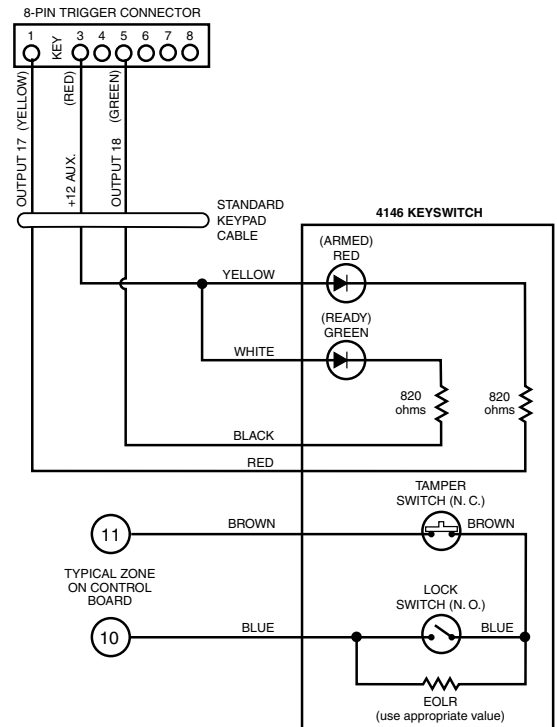 8-PIN TRIGGER CONNECTOR
1 KEY 3 4 5 6 7 8
OUTPUT 17 (YELLOW)
+12 AUX. (RED)
OUTPUT 18 (GREEN)
STANDARD
KEYPAD
CABLE
4146 KEYSWITCH
(ARMED)
RED
YELLOW
(READY)
GREEN
WHITE
820
ohms
820
ohms
BLACK
RED
TAMPER
SWITCH (N. C.)
11
BROWN
BROWN
TYPICAL ZONE
ON CONTROL
BOARD
LOCK
SWITCH (N. O.)
10
BLUE
BLUE
EOLR
(use appropriate value)